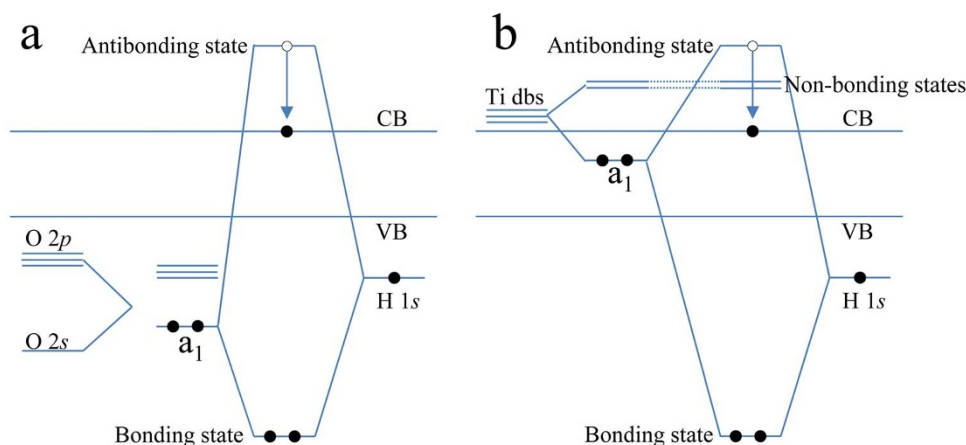 a
Antibonding state
CB
VB
O 2p
O 2s
a1
H 1s
Bonding state
b
Antibonding state
Non-bonding states
Ti dbs
CB
a1
VB
H 1s
Bonding state